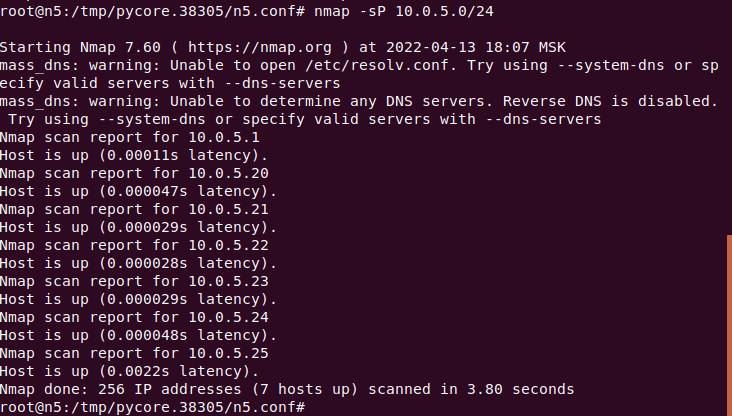 root@n5:/tmp/pycore.38305/n5.conf# nmap -sP 10.0.5.0/24
Starting Nmap 7.60 ( https://nmap.org ) at 2022-04-13 18:07 MSK
mass_dns: warning: Unable to open /etc/resolv.conf. Try using --system-dns or sp
ecify valid servers with --dns-servers
mass_dns: warning: Unable to determine any DNS servers. Reverse DNS is disabled.
 Try using --system-dns or specify valid servers with --dns-servers
Nmap scan report for 10.0.5.1
Host is up (0.00011s latency).
Nmap scan report for 10.0.5.20
Host is up (0.000047s latency).
Nmap scan report for 10.0.5.21
Host is up (0.000029s latency).
Nmap scan report for 10.0.5.22
Host is up (0.000028s latency).
Nmap scan report for 10.0.5.23
Host is up (0.000029s latency).
Nmap scan report for 10.0.5.24
Host is up (0.000048s latency).
Nmap scan report for 10.0.5.25
Host is up (0.0022s latency).
Nmap done: 256 IP addresses (7 hosts up) scanned in 3.80 seconds
root@n5:/tmp/pycore.38305/n5.conf#